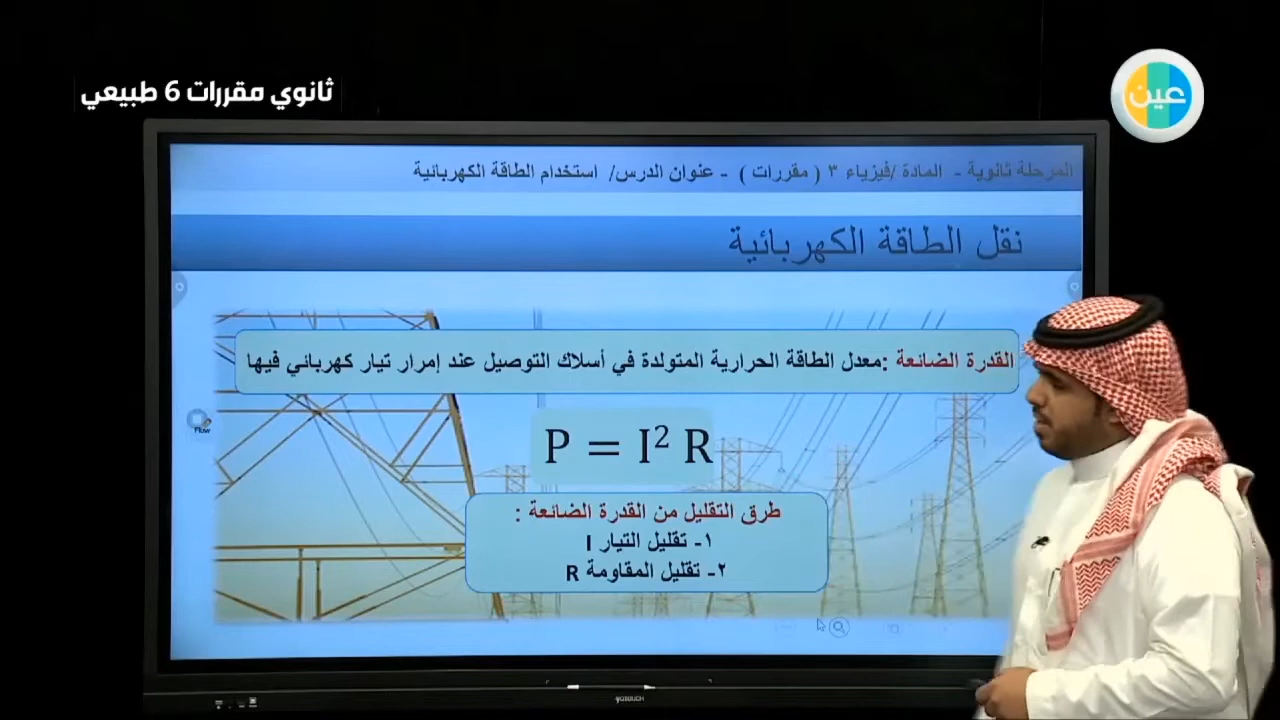 ثانوي مقررات 6 طبيعي
عين
المرحلة ثانوية - المادة /فيزياء ٣ ( مقررات ) - عنوان الدرس/ استخدام الطاقة الكهربائية
نقل الطاقة الكهربائية
القدرة الضائعة :معدل الطاقة الحرارية المتولدة في أسلاك التوصيل عند إمرار تيار كهربائي فيها
Flow
P = I² R
طرق التقليل من القدرة الضائعة :
١- تقليل التيار I
٢- تقليل المقاومة R